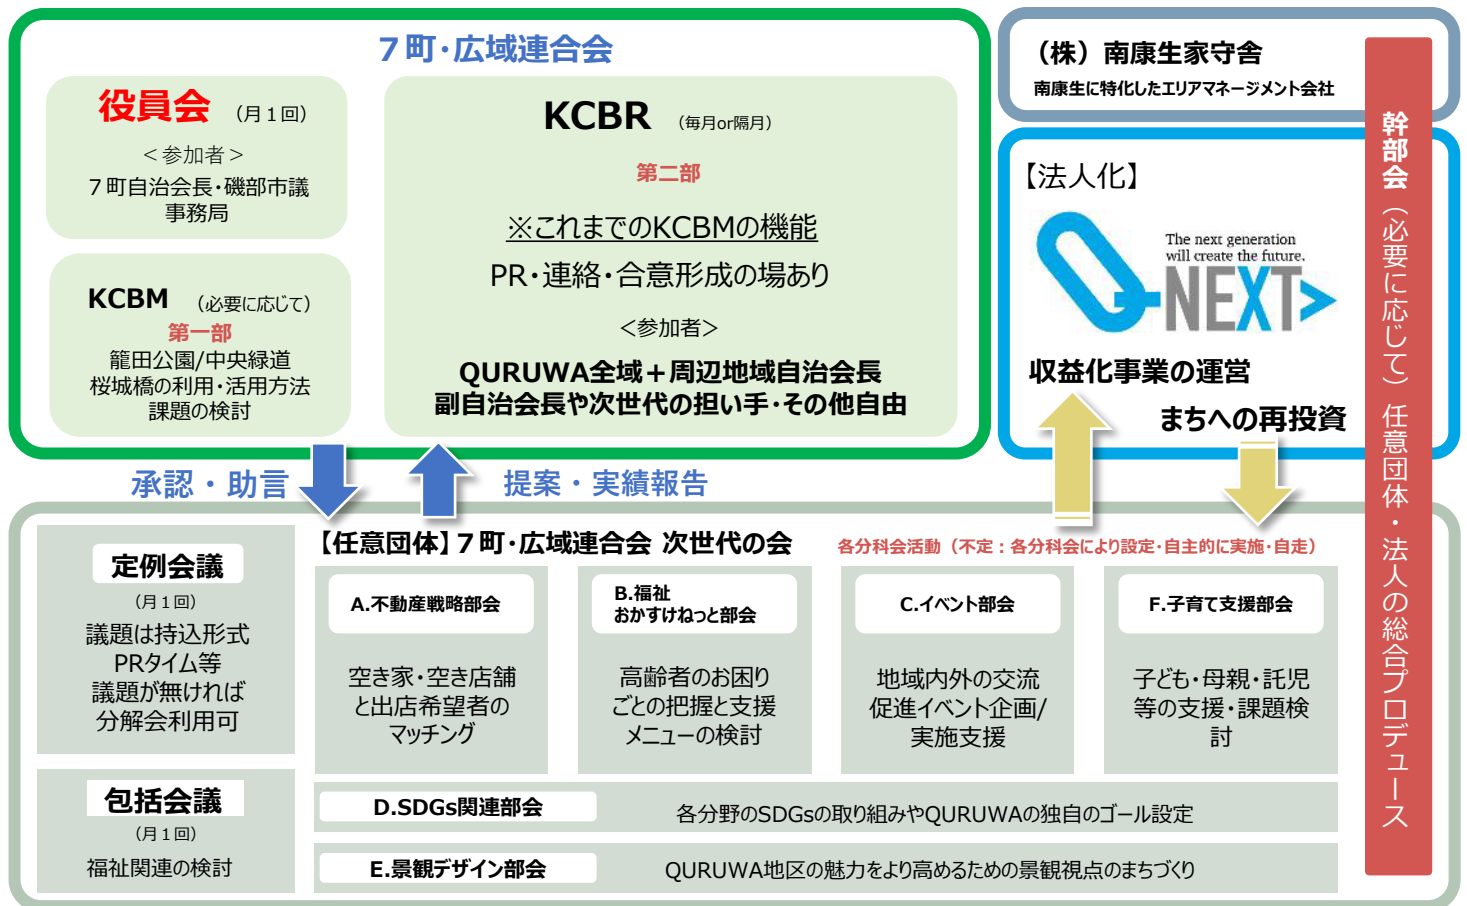 ７町・広域連合会
役員会 （月１回）
＜参加者＞
７町自治会長・磯部市議
事務局
KCBM （必要に応じて）
第一部
籠田公園/中央緑道
桜城橋の利用・活用方法
課題の検討
KCBR （毎月or隔月）
第二部
※これまでのKCBMの機能
PR・連絡・合意形成の場あり
＜参加者＞
QURUWA全域＋周辺地域自治会長
副自治会長や次世代の担い手・その他自由
（株）南康生家守舎
南康生に特化したエリアマネージメント会社
【法人化】
The next generation
will create the future.
Q-NEXT>
収益化事業の運営
まちへの再投資
幹部会（必要に応じて）任意団体・法人の総合プロデュース
承認・助言
提案・実績報告
定例会議
（月１回）
議題は持込形式
PRタイム等
議題が無ければ
分解会利用可
包括会議
（月１回）
福祉関連の検討
【任意団体】７町・広域連合会 次世代の会
各分科会活動（不定：各分科会により設定・自主的に実施・自走）
A.不動産戦略部会
空き家・空き店舗
と出店希望者の
マッチング
B.福祉
おかすけねっと部会
高齢者のお困り
ごとの把握と支援
メニューの検討
C.イベント部会
地域内外の交流
促進イベント企画/
実施支援
F.子育て支援部会
子ども・母親・託児
等の支援・課題検
討
D.SDGs関連部会
各分野のSDGsの取り組みやQURUWAの独自のゴール設定
E.景観デザイン部会
QURUWA地区の魅力をより高めるための景観視点のまちづくり